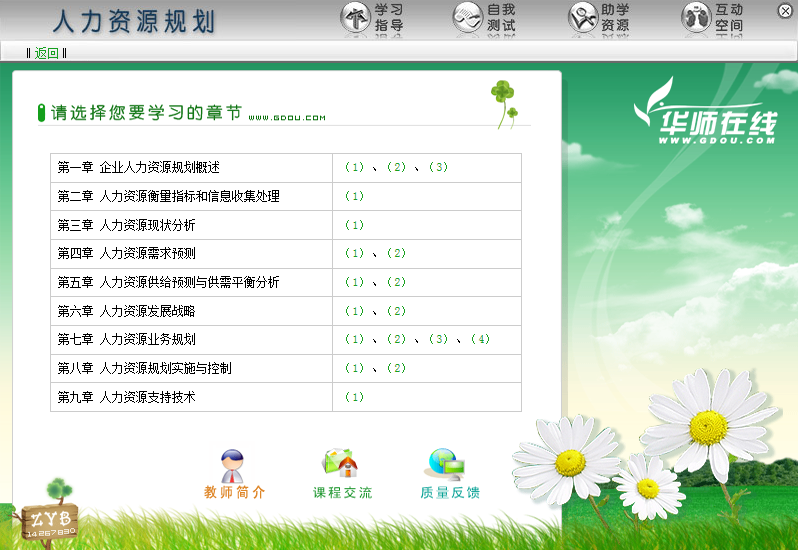 人力资源规划
学习指导
自我测试
助学资源
互动空间
‖返回‖
请选择您要学习的章节 www.gdou.com
华师在线
www.gdou.com
第一章 企业人力资源规划概述 (1)、(2)、(3)
第二章 人力资源衡量指标和信息收集处理 (1)
第三章 人力资源现状分析 (1)
第四章 人力资源需求预测 (1)、(2)
第五章 人力资源供给预测与供需平衡分析 (1)、(2)
第六章 人力资源发展战略 (1)、(2)
第七章 人力资源业务规划 (1)、(2)、(3)、(4)
第八章 人力资源规划实施与控制 (1)、(2)
第九章 人力资源支持技术 (1)
教师简介
课程交流
质量反馈
ZYB
14267830